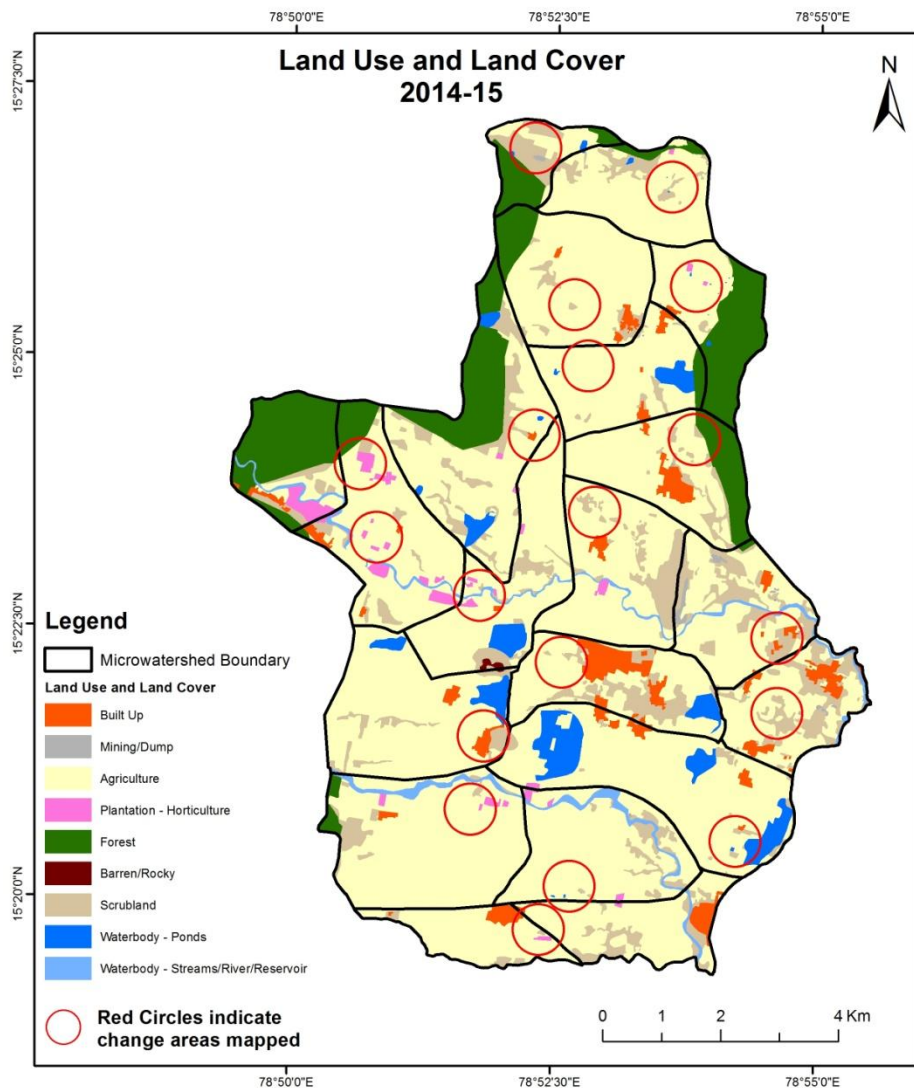 78°50'0"E 78°52'30"E 78°55'0"E
Land Use and Land Cover
2014-15
N
15°27'30"N
15°25'0"N
15°22'30"N
15°20'0"N
Legend
Microwatershed Boundary
Land Use and Land Cover
Built Up
Mining/Dump
Agriculture
Plantation - Horticulture
Forest
Barren/Rocky
Scrubland
Waterbody - Ponds
Waterbody - Streams/River/Reservoir
Red Circles indicate
change areas mapped
0 1 2 4 Km
78°50'0"E 78°52'30"E 78°55'0"E